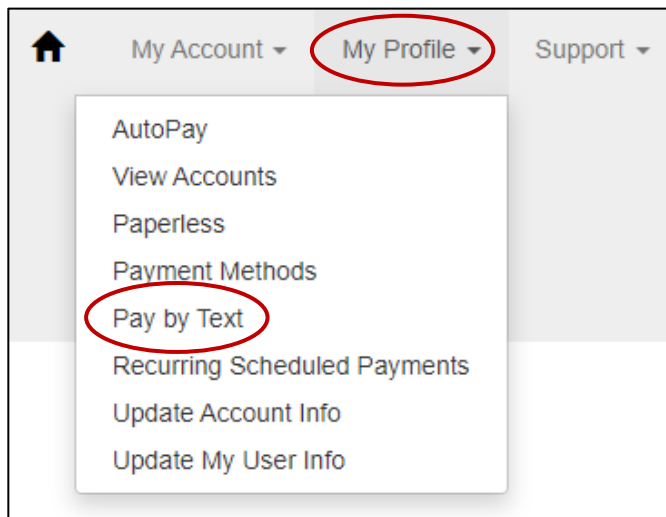 My Account My Profile Support
AutoPay
View Accounts
Paperless
Payment Methods
Pay by Text
Recurring Scheduled Payments
Update Account Info
Update My User Info